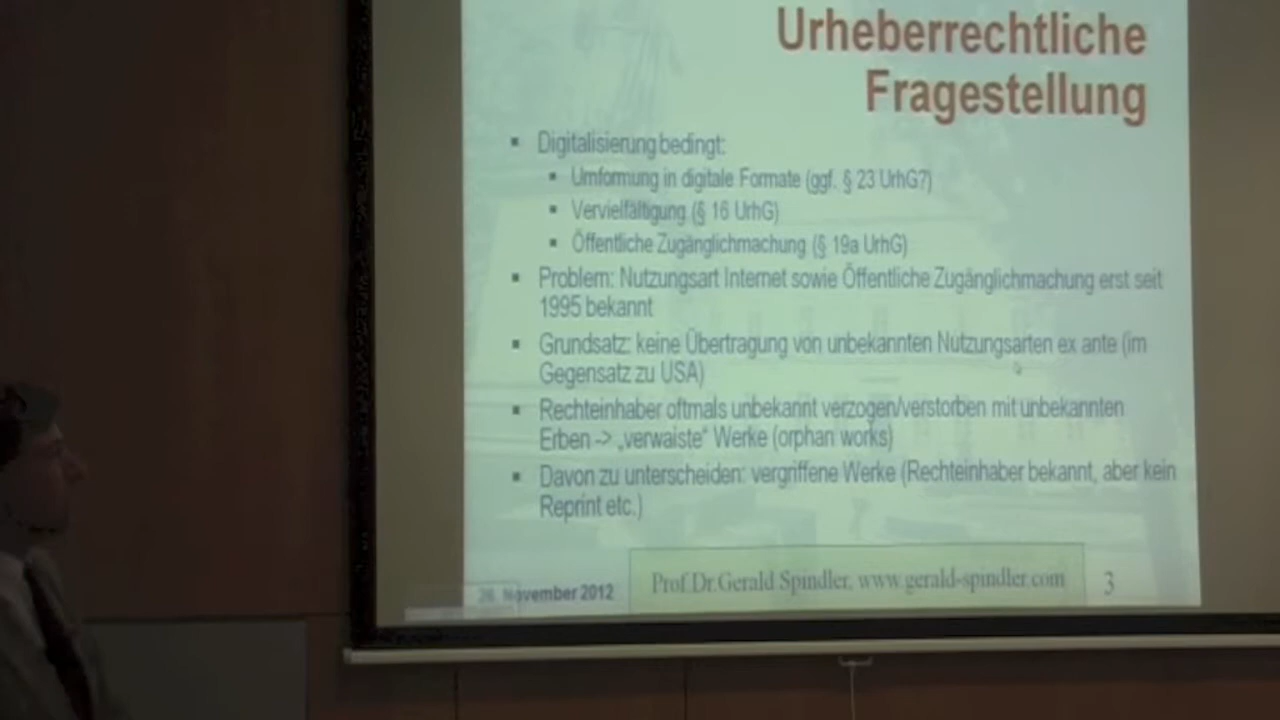 Urheberrechtliche
Fragestellung
▪ Digitalisierung bedingt:
▪ Umformung in digitale Formate (ggf. § 23 UrhG?)
▪ Vervielfältigung (§ 16 UrhG)
▪ Öffentliche Zugänglichmachung (§ 19a UrhG)
▪ Problem: Nutzungsart Internet sowie Öffentliche Zugänglichmachung erst seit
1995 bekannt
▪ Grundsatz: keine Übertragung von unbekannten Nutzungsarten ex ante (im
Gegensatz zu USA)
▪ Rechteinhaber oftmals unbekannt verzogen/verstorben mit unbekannten
Erben -> „verwaiste“ Werke (orphan works)
▪ Davon zu unterscheiden: vergriffene Werke (Rechteinhaber bekannt, aber kein
Reprint etc.)
November 2012
Prof.Dr.Gerald Spindler, www.gerald-spindler.com
3